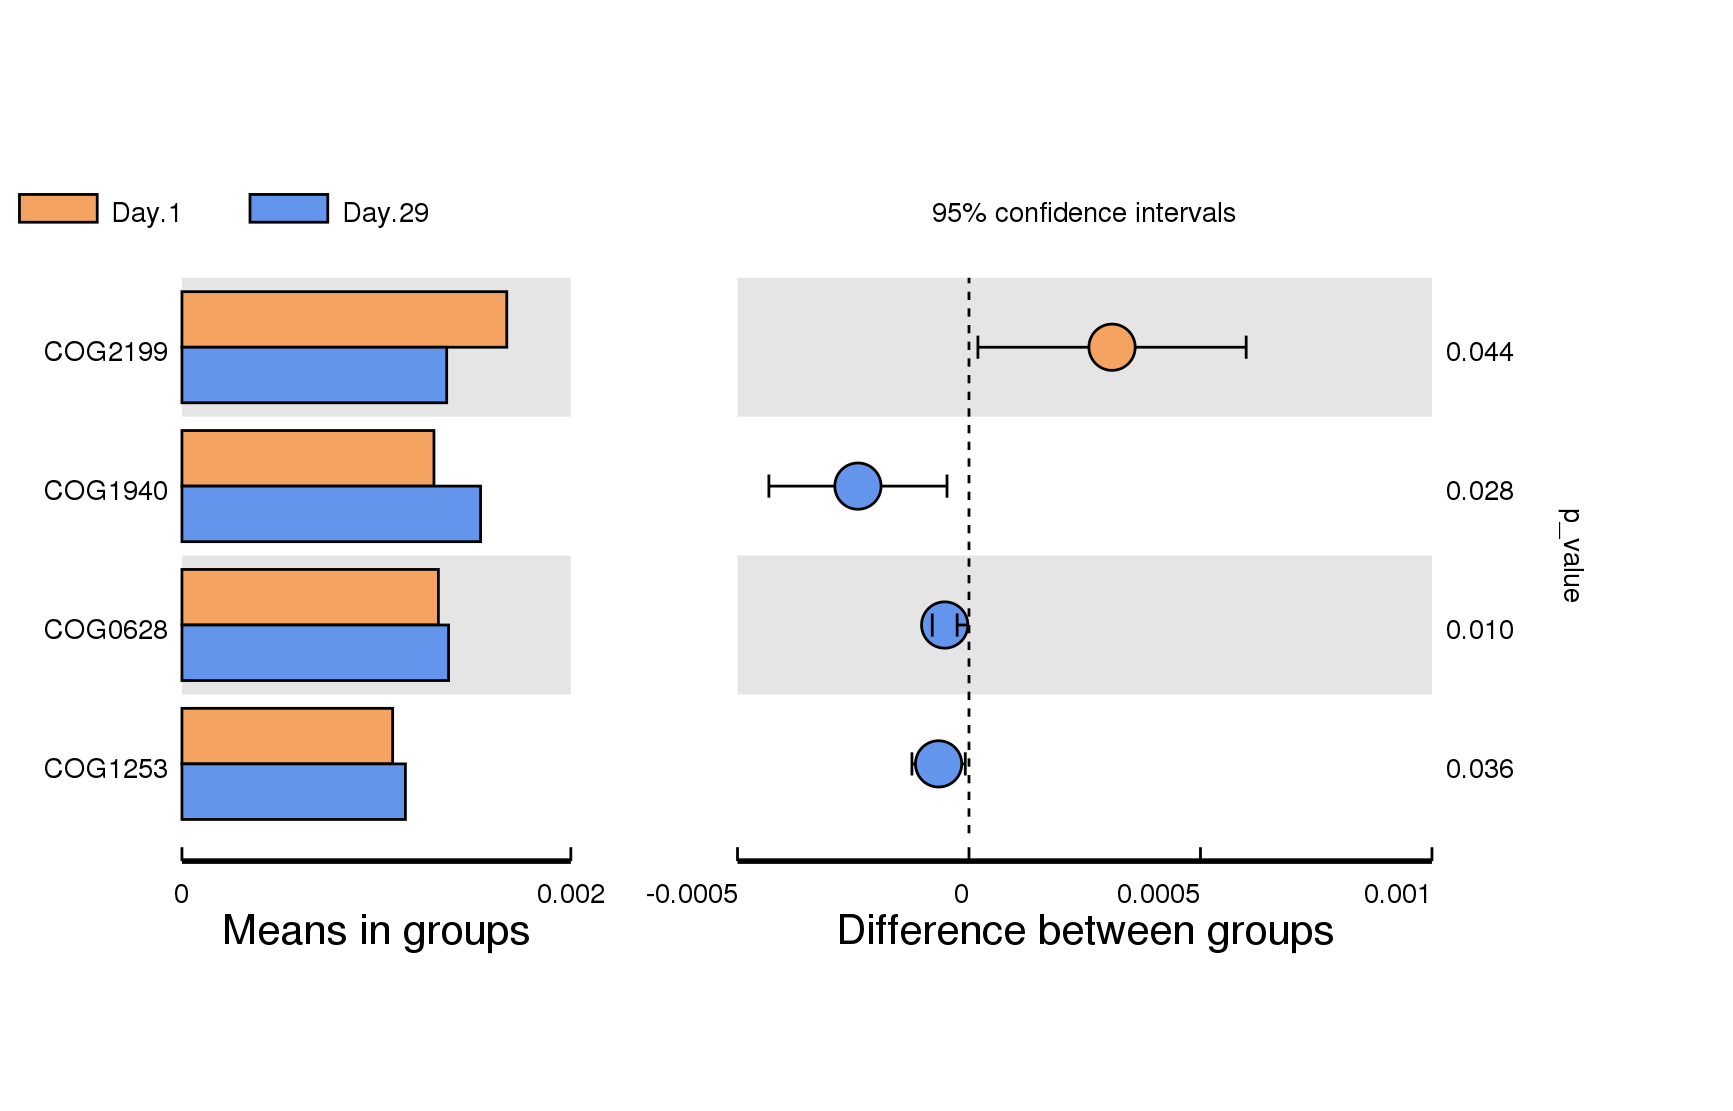 Day.1
Day.29
95% confidence intervals
COG2199
0.044
COG1940
0.028
COG0628
0.010
COG1253
0.036
p_value
0
0.002
-0.0005
0
0.0005
0.001
Means in groups
Difference between groups